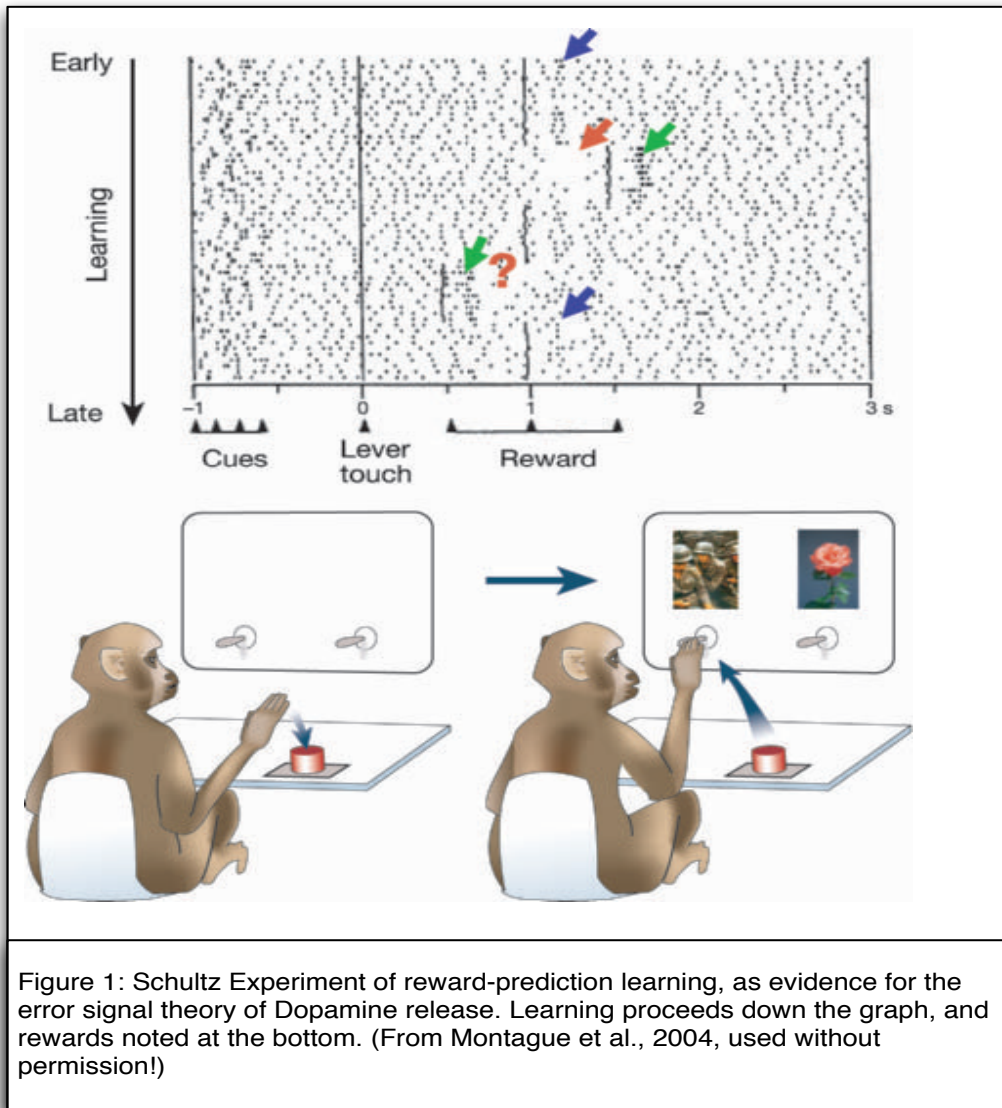 Early
Learning
?
Late
-1 0 1 2 3 s
Cues
Lever
touch
Reward
Figure 1: Schultz Experiment of reward-prediction learning, as evidence for the
error signal theory of Dopamine release. Learning proceeds down the graph, and
rewards noted at the bottom. (From Montague et al., 2004, used without
permission!)